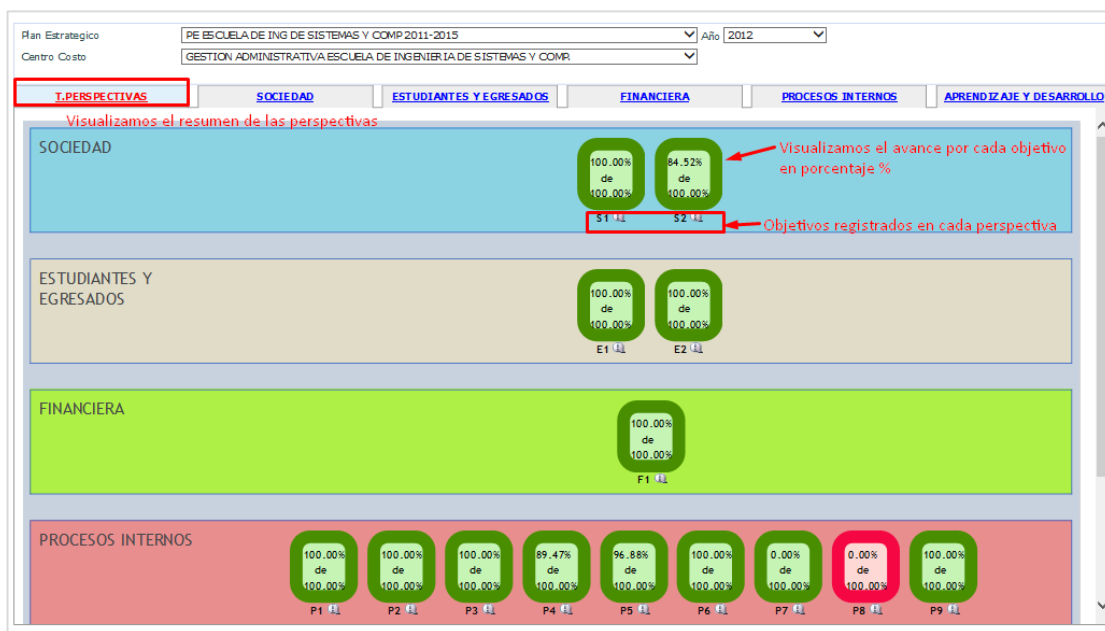 Plan Estrategico PE ESCUELA DE ING DE SISTEMAS Y COMP 2011-2015 Año 2012
Centro Costo GESTION ADMINISTRATIVA ESCUELA DE INGENIERIA DE SISTEMAS Y COMP.
T.PERSPECTIVAS SOCIEDAD ESTUDIANTES Y EGRESADOS FINANCIERA PROCESOS INTERNOS APRENDIZAJE Y DESARROLLO
Visualizamos el resumen de las perspectivas
SOCIEDAD
100.00% 84.52%
de de
100.00% 100.00%
S1 S2
Visualizamos el avance por cada objetivo
en porcentaje %
Objetivos registrados en cada perspectiva
ESTUDIANTES Y
EGRESADOS
100.00% 100.00%
de de
100.00% 100.00%
E1 E2
FINANCIERA
100.00%
de
100.00%
F1
PROCESOS INTERNOS
100.00% 100.00% 100.00% 89.47% 96.88% 100.00% 0.00% 0.00% 100.00%
de de de de de de de de de
100.00% 100.00% 100.00% 100.00% 100.00% 100.00% 100.00% 100.00% 100.00%
P1 P2 P3 P4 P5 P6 P7 P8 P9